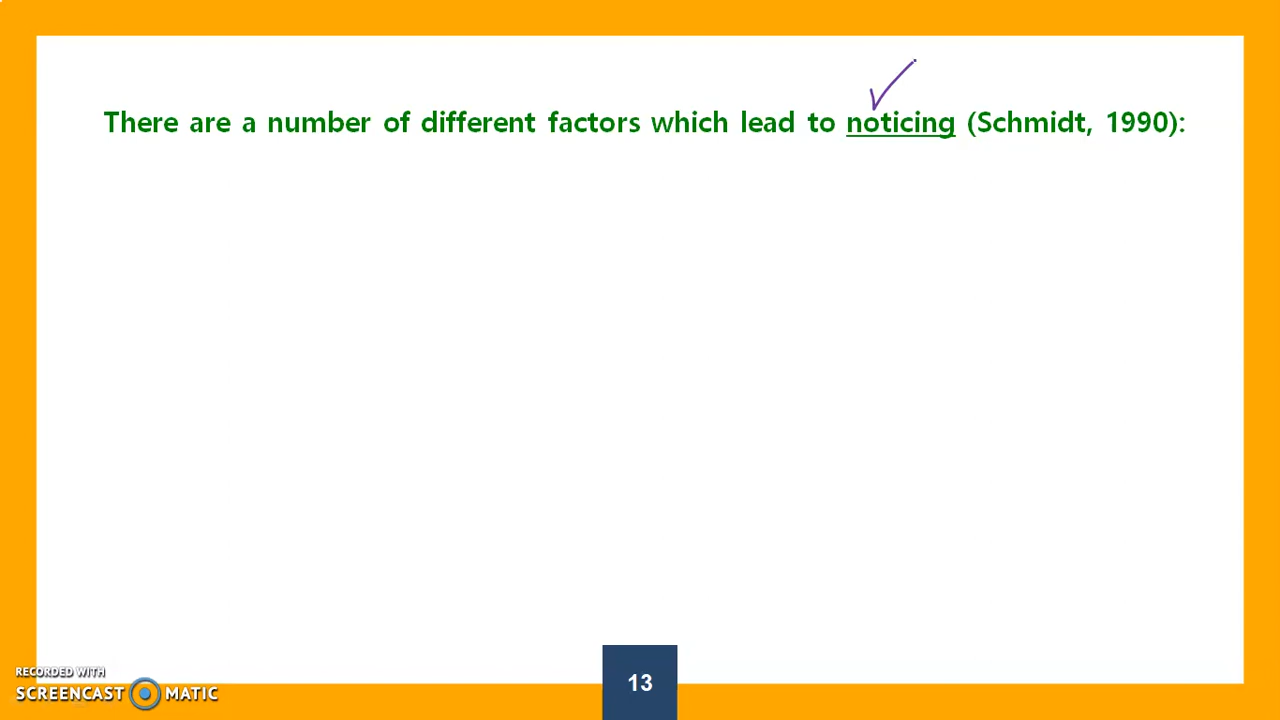 There are a number of different factors which lead to noticing (Schmidt, 1990):
13
RECORDED WITH
SCREENCAST MATIC